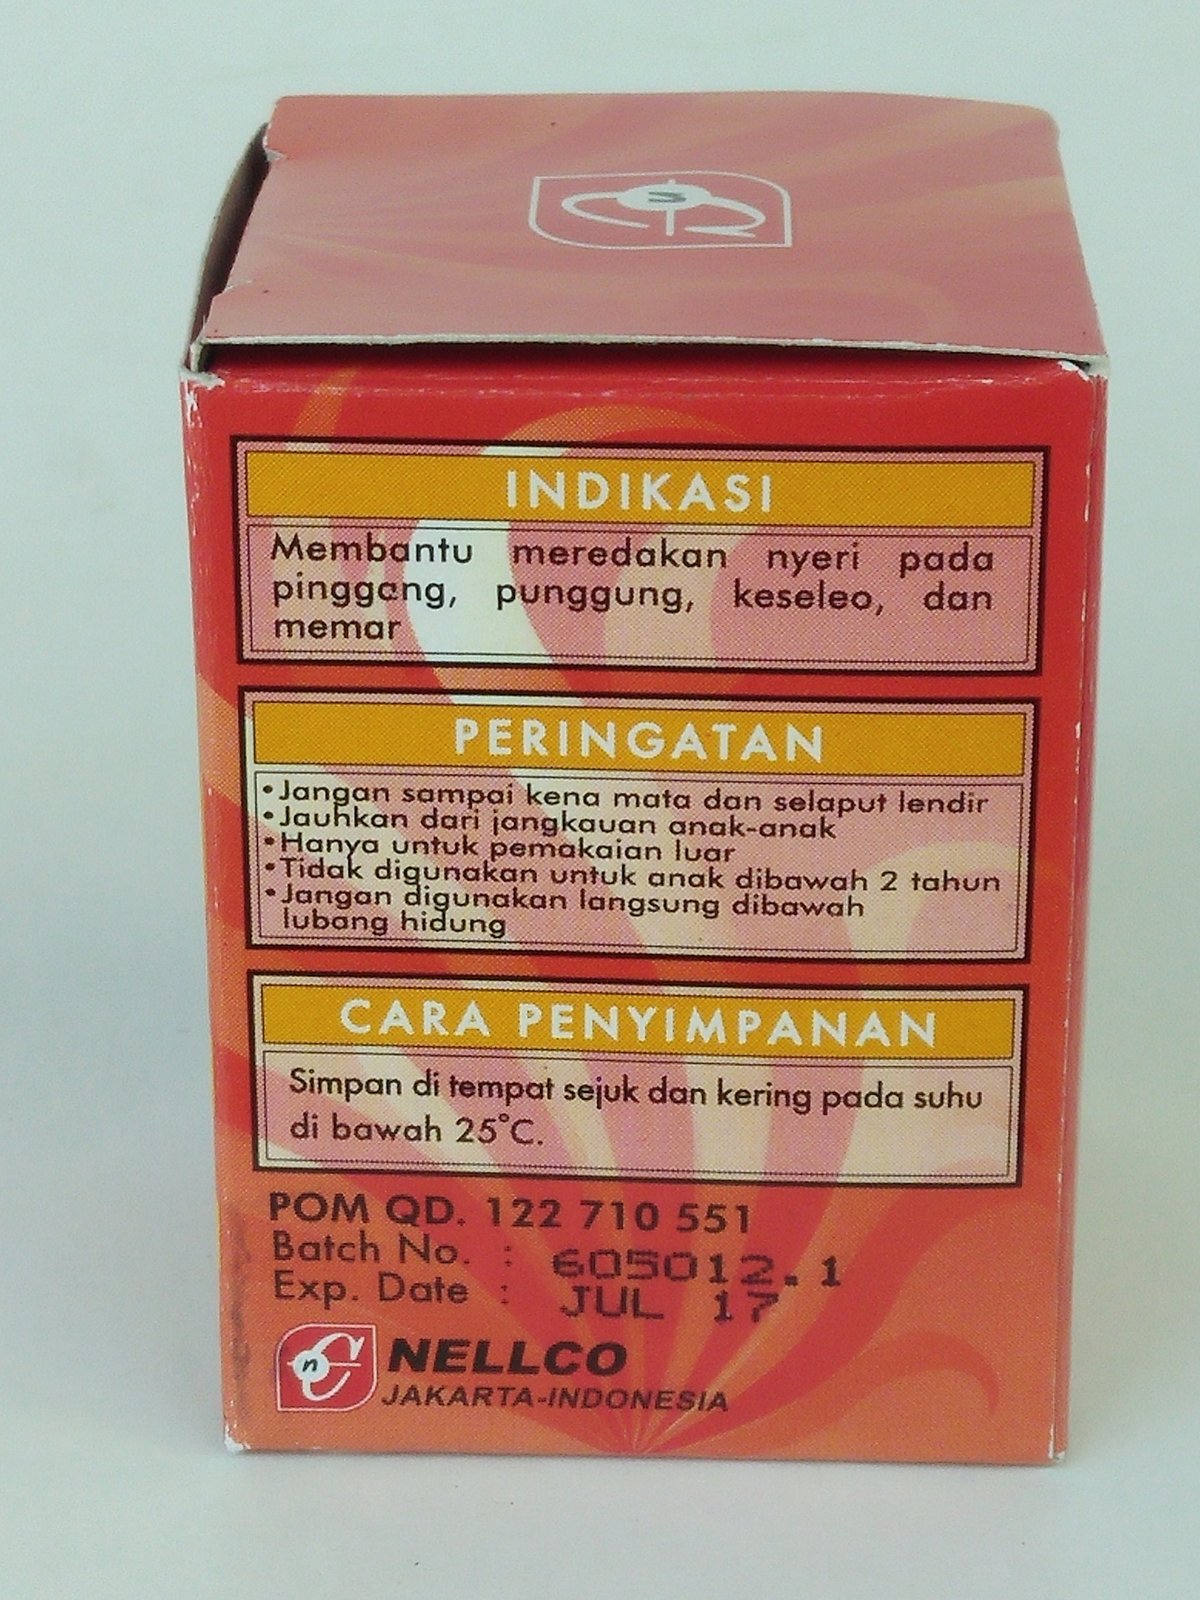 INDIKASI
Membantu meredakan nyeri pada
pinggang, punggung, keseleo, dan
memar
PERINGATAN
•Jangan sampai kena mata dan selaput lendir
•Jauhkan dari jangkauan anak-anak
•Hanya untuk pemakaian luar
•Tidak digunakan untuk anak dibawah 2 tahun
•Jangan digunakan langsung dibawah
lubang hidung
CARA PENYIMPANAN
Simpan di tempat sejuk dan kering pada suhu
di bawah 25°C.
POM QD. 122 710 551
Batch No. : 605012.1
Exp. Date : JUL 17
n
NELLCO
JAKARTA-INDONESIA